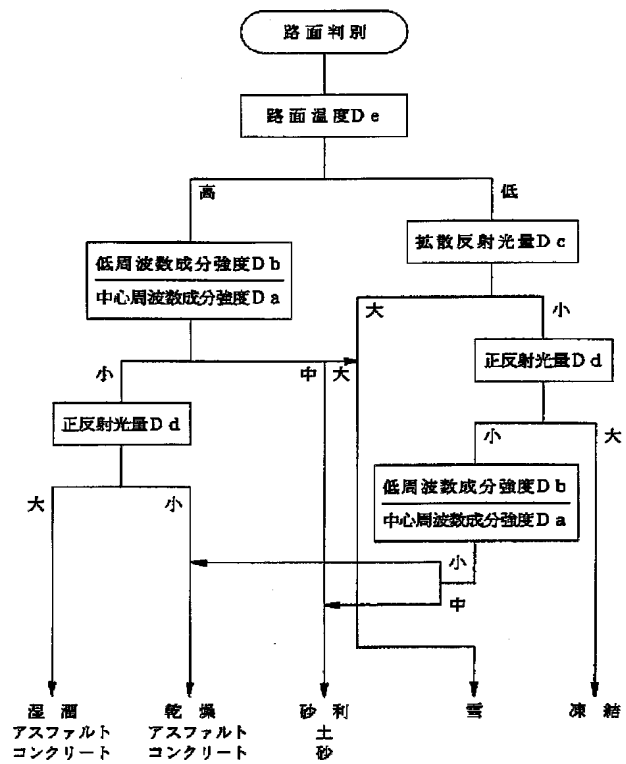 路面判別
路面温度Ｄｅ
高
低
低周波数成分強度Ｄｂ
中心周波数成分強度Ｄａ
拡散反射光量Ｄｃ
大
小
小
中
大
正反射光量Ｄｄ
正反射光量Ｄｄ
小
大
大
小
低周波数成分強度Ｄｂ
中心周波数成分強度Ｄａ
小
中
湿潤
アスファルト
コンクリート
乾燥
アスファルト
コンクリート
砂利
土
砂
雪
凍結